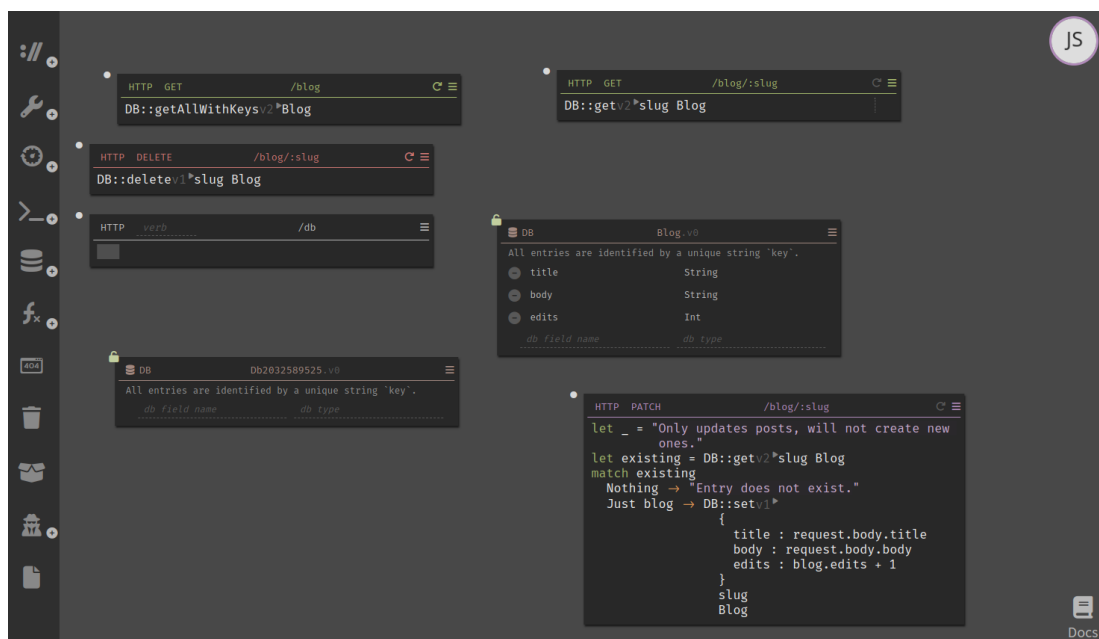 ://
JS
HTTP GET /blog
DB::getAllWithKeysv2 Blog
HTTP GET /blog/:slug
DB::getv2 slug Blog
HTTP DELETE /blog/:slug
DB::deletev1 slug Blog
HTTP verb /db
DB Blog.v0
All entries are identified by a unique string `key`.
title String
body String
edits Int
db field name db type
404
DB Db2032589525.v0
All entries are identified by a unique string `key`.
db field name db type
HTTP PATCH /blog/:slug
let _ = "Only updates posts, will not create new
ones."
let existing = DB::getv2 slug Blog
match existing
Nothing → "Entry does not exist."
Just blog → DB::setv1
{
title : request.body.title
body : request.body.body
edits : blog.edits + 1
}
slug
Blog
Docs